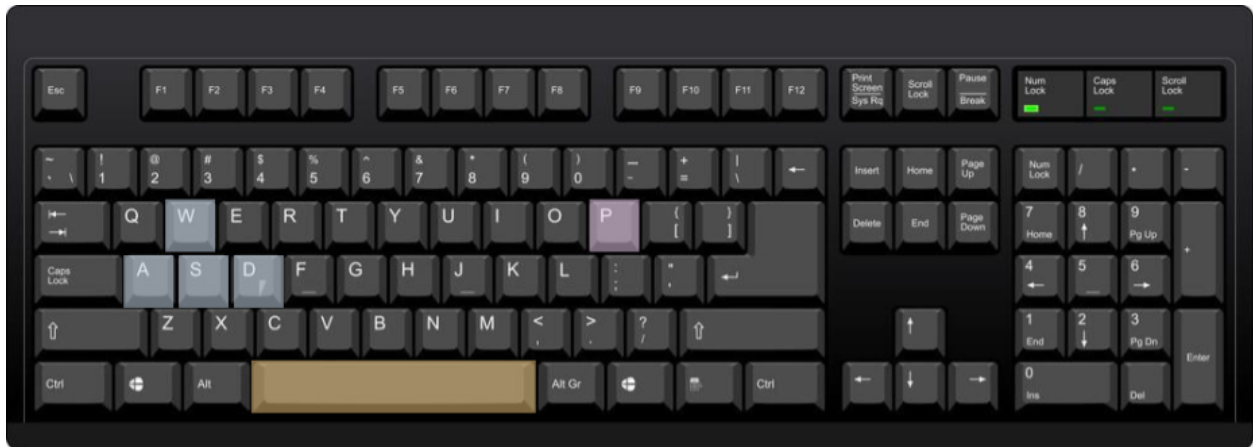 Esc F1 F2 F3 F4 F5 F6 F7 F8 F9 F10 F11 F12 Print Screen Sys Rq Scroll Lock Pause Break Num Lock Caps Lock Scroll Lock
~ ` \ ! 1 @ 2 # 3 $ 4 % 5 ^ 6 & 7 * 8 ( 9 ) 0 — - + = | \ ← Insert Home Page Up Num Lock / * -
Q W E R T Y U I O P { [ } ] Delete End Page Down 7 Home 8 ↑ 9 Pg Up +
Caps Lock A S D F G H J K L : ; " ' 4 ← 5 6 →
⇧ Z X C V B N M < , > . ? / ⇧ ↑ 1 End 2 ↓ 3 Pg Dn Enter
Ctrl Alt Alt Gr Ctrl ← ↓ → 0 Ins Del